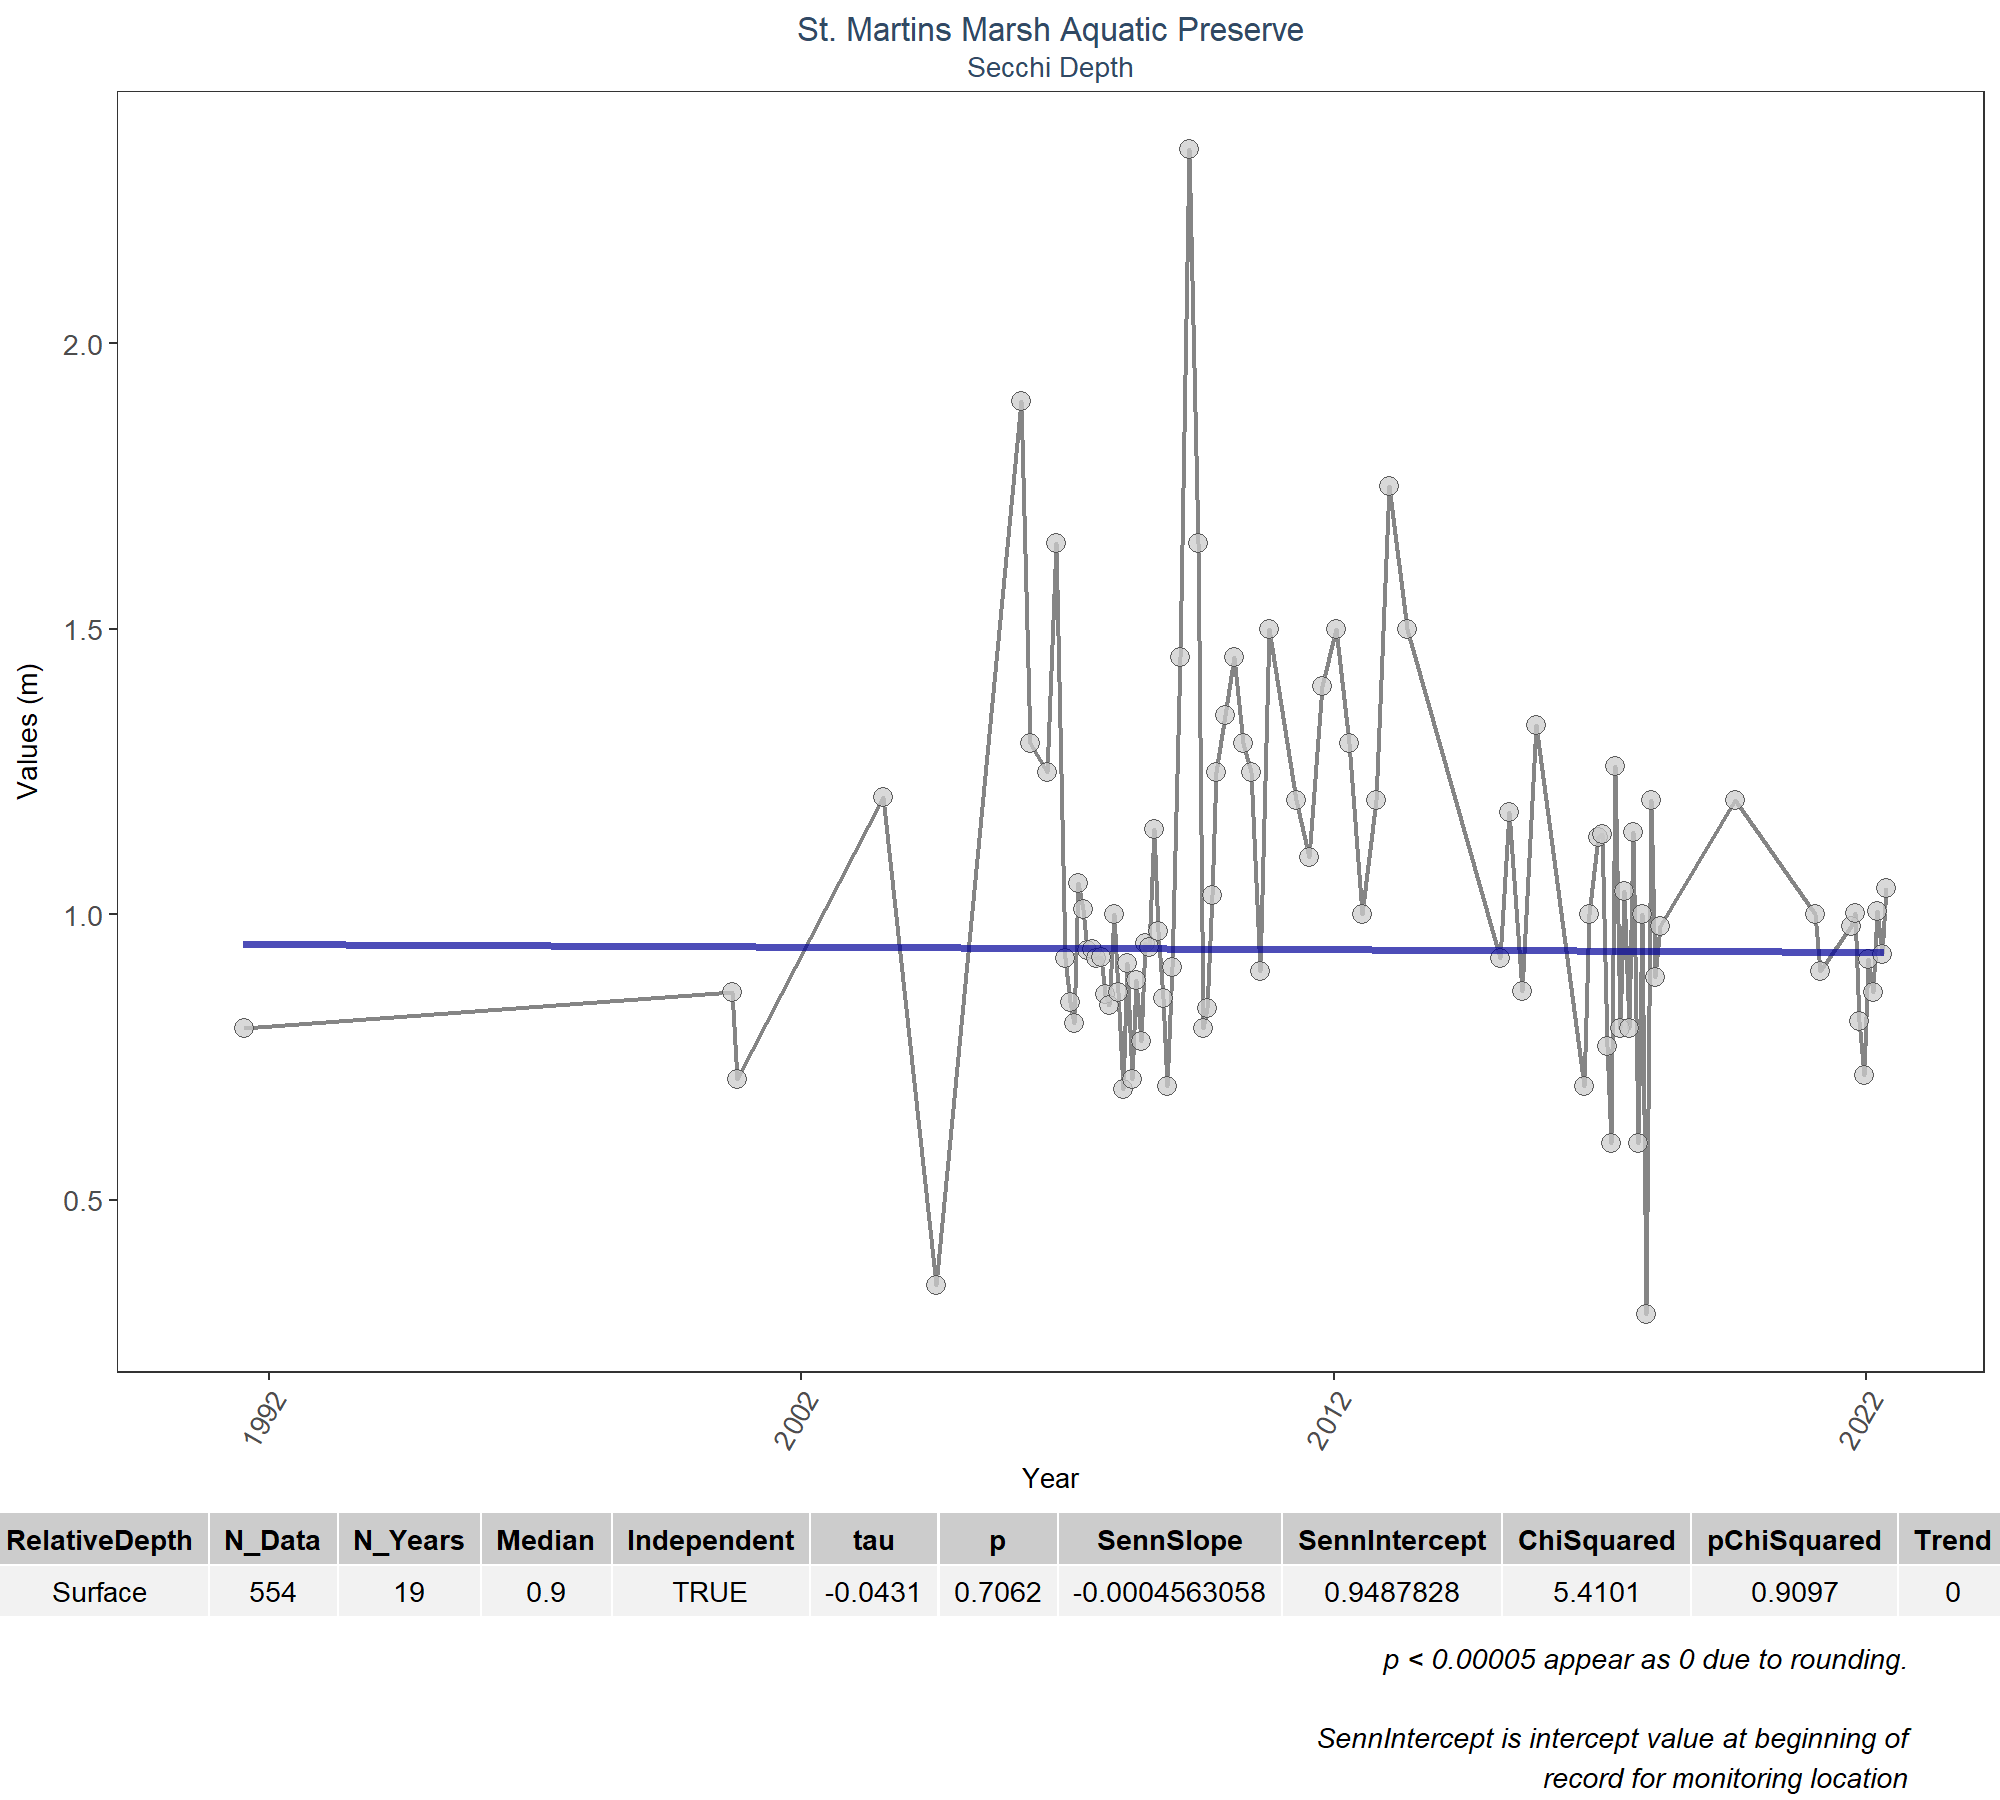 St. Martins Marsh Aquatic Preserve
Secchi Depth
2.0
1.5
1.0
0.5
Values (m)
1992
2002
2012
2022
Year
RelativeDepth N_Data N_Years Median Independent tau p SennSlope SennIntercept ChiSquared pChiSquared Trend
Surface 554 19 0.9 TRUE -0.0431 0.7062 -0.0004563058 0.9487828 5.4101 0.9097 0
p < 0.00005 appear as 0 due to rounding.
SennIntercept is intercept value at beginning of
record for monitoring location